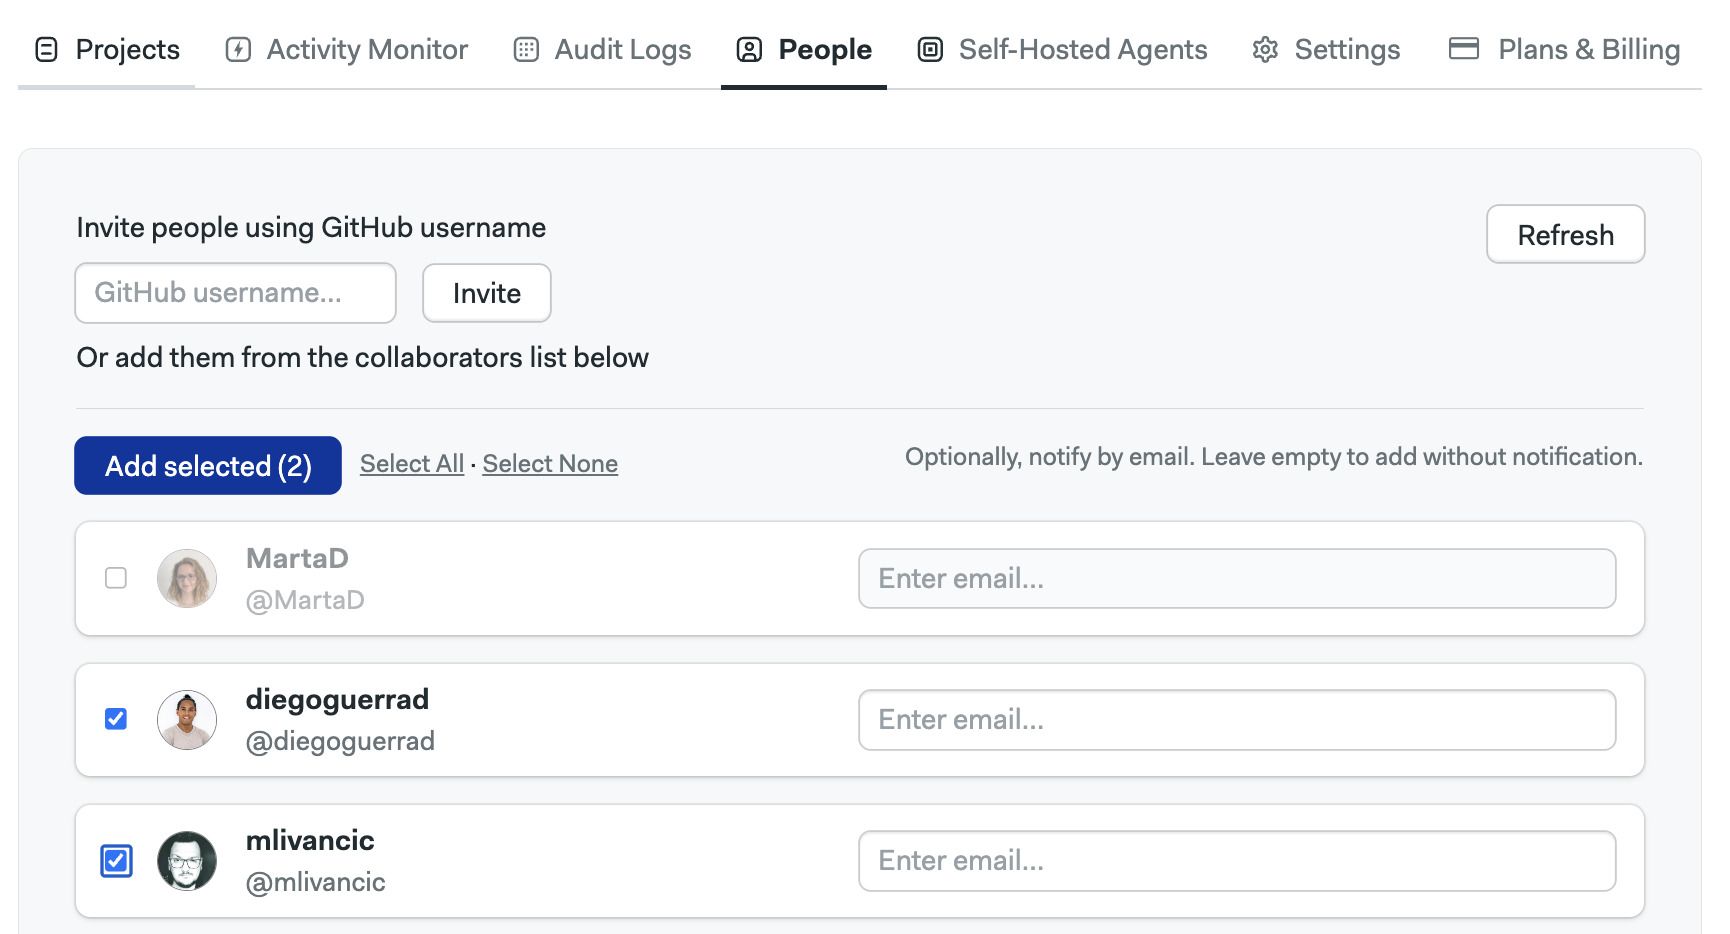 Projects Activity Monitor Audit Logs People Self-Hosted Agents Settings Plans & Billing
Invite people using GitHub username
Refresh
GitHub username... Invite
Or add them from the collaborators list below
Add selected (2) Select All · Select None Optionally, notify by email. Leave empty to add without notification.
MartaD
@MartaD
Enter email...
diegoguerrad
@diegoguerrad
Enter email...
mlivancic
@mlivancic
Enter email...